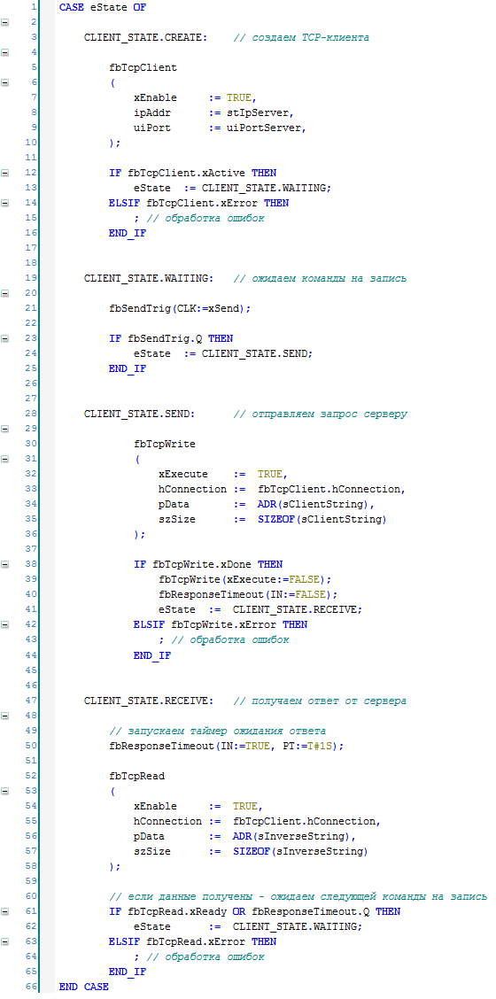 1 CASE eState OF
2
3 CLIENT_STATE.CREATE: // создаем TCP-клиента
4
5 fbTcpClient
6 (
7 xEnable := TRUE,
8 ipAddr := stIpServer,
9 uiPort := uiPortServer,
10 );
11
12 IF fbTcpClient.xActive THEN
13 eState := CLIENT_STATE.WAITING;
14 ELSIF fbTcpClient.xError THEN
15 ; // обработка ошибок
16 END_IF
17
18
19 CLIENT_STATE.WAITING: // ожидаем команды на запись
20
21 fbSendTrig(CLK:=xSend);
22
23 IF fbSendTrig.Q THEN
24 eState := CLIENT_STATE.SEND;
25 END_IF
26
27
28 CLIENT_STATE.SEND: // отправляем запрос серверу
29
30 fbTcpWrite
31 (
32 xExecute := TRUE,
33 hConnection := fbTcpClient.hConnection,
34 pData := ADR(sClientString),
35 szSize := SIZEOF(sClientString)
36 );
37
38 IF fbTcpWrite.xDone THEN
39 fbTcpWrite(xExecute:=FALSE);
40 fbResponseTimeout(IN:=FALSE);
41 eState := CLIENT_STATE.RECEIVE;
42 ELSIF fbTcpWrite.xError THEN
43 ; // обработка ошибок
44 END_IF
45
46
47 CLIENT_STATE.RECEIVE: // получаем ответ от сервера
48
49 // запускаем таймер ожидания ответа
50 fbResponseTimeout(IN:=TRUE, PT:=T#1S);
51
52 fbTcpRead
53 (
54 xEnable := TRUE,
55 hConnection := fbTcpClient.hConnection,
56 pData := ADR(sInverseString),
57 szSize := SIZEOF(sInverseString)
58 );
59
60 // если данные получены - ожидаем следующей команды на запись
61 IF fbTcpRead.xReady OR fbResponseTimeout.Q THEN
62 eState := CLIENT_STATE.WAITING;
63 ELSIF fbTcpRead.xError THEN
64 ; // обработка ошибок
65 END_IF
66 END_CASE